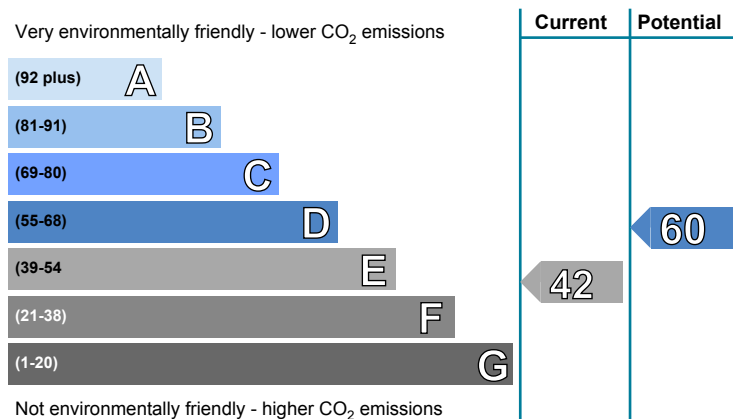 Current Potential
Very environmentally friendly - lower CO2 emissions
(92 plus) A
(81-91) B
(69-80) C
(55-68) D
60
(39-54 E
42
(21-38) F
(1-20) G
Not environmentally friendly - higher CO2 emissions